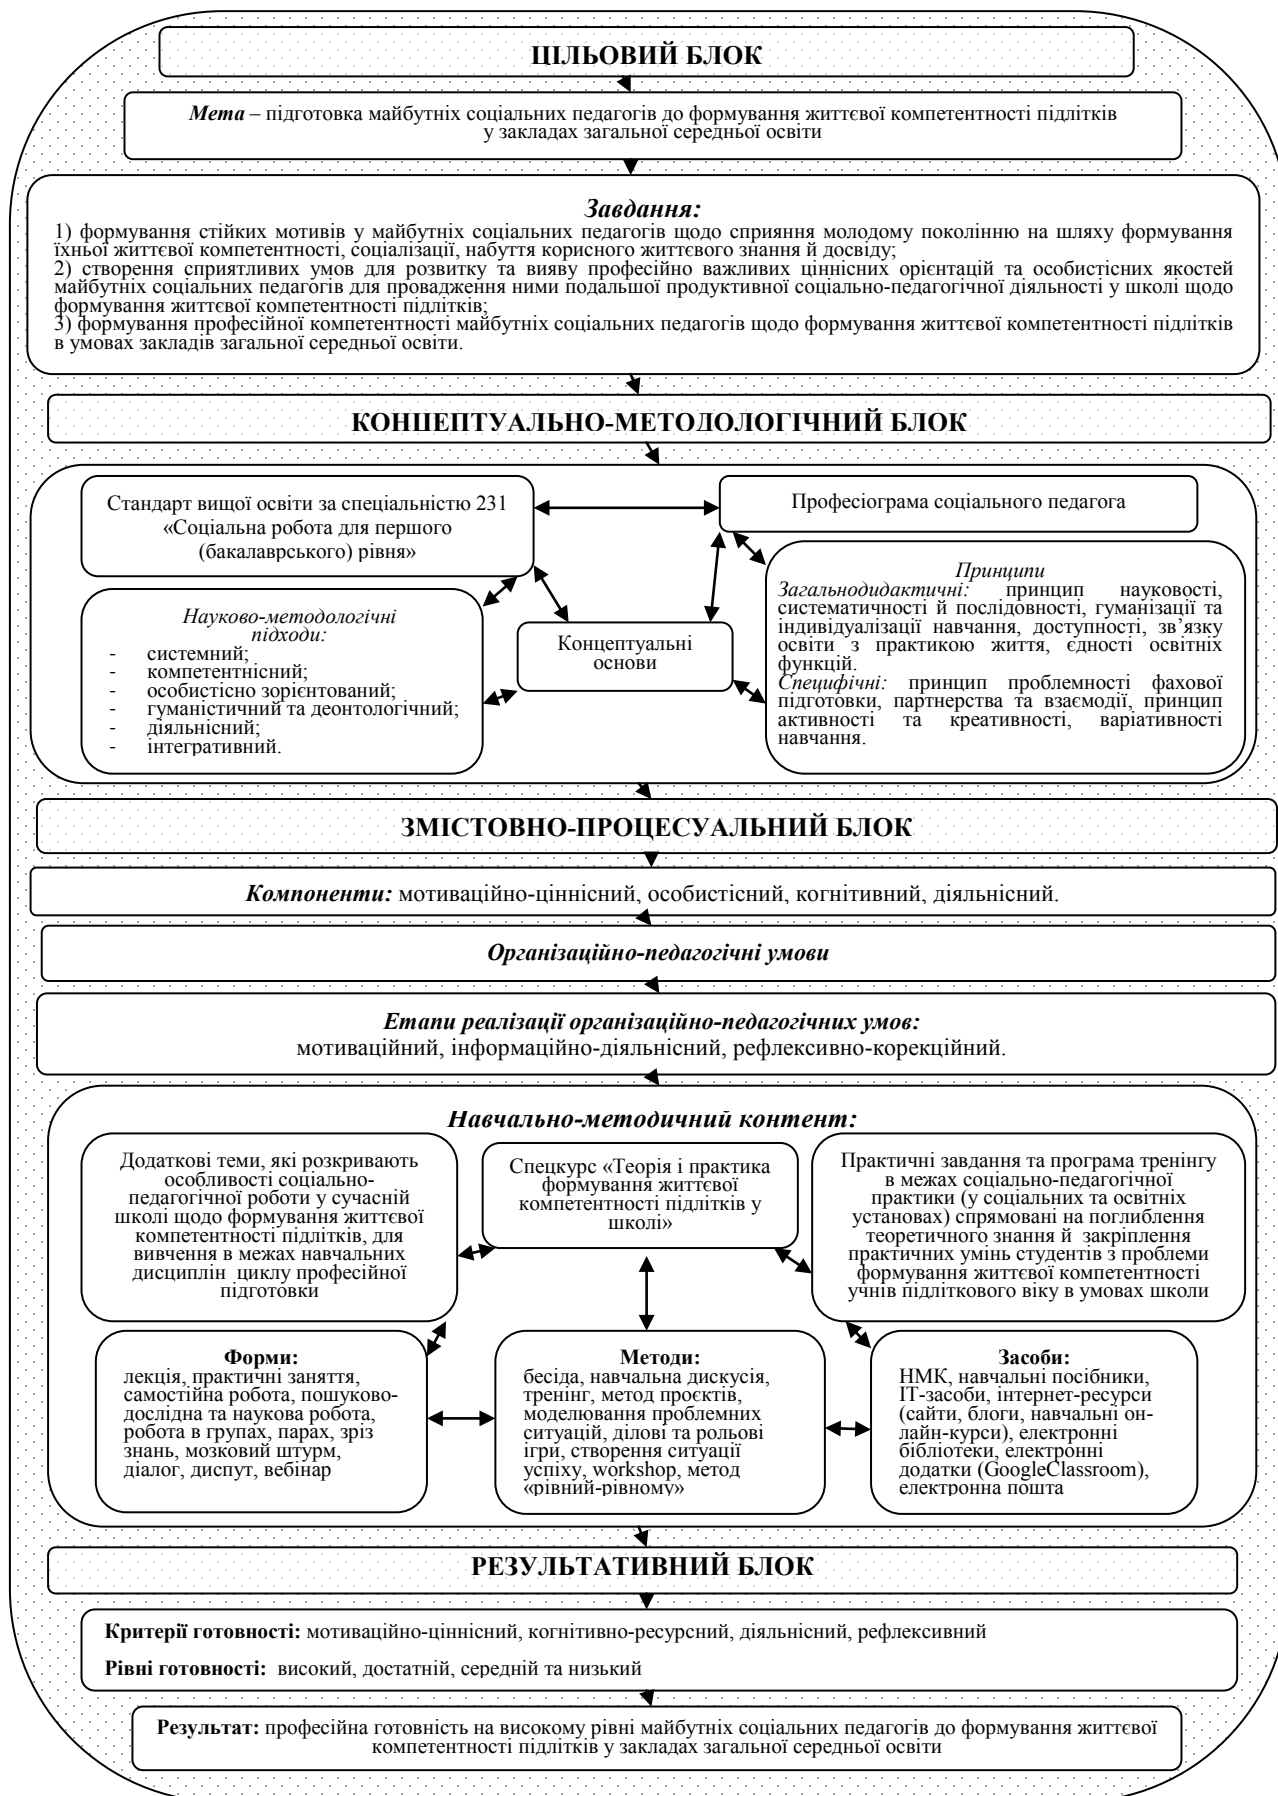 ЦІЛЬОВИЙ БЛОК
Мета – підготовка майбутніх соціальних педагогів до формування життєвої компетентності підлітків
у закладах загальної середньої освіти
Завдання:
1) формування стійких мотивів у майбутніх соціальних педагогів щодо сприяння молодому поколінню на шляху формування
їхньої життєвої компетентності, соціалізації, набуття корисного життєвого знання й досвіду;
2) створення сприятливих умов для розвитку та вияву професійно важливих ціннісних орієнтацій та особистісних якостей
майбутніх соціальних педагогів для провадження ними подальшої продуктивної соціально-педагогічної діяльності у школі щодо
формування життєвої компетентності підлітків;
3) формування професійної компетентності майбутніх соціальних педагогів щодо формування життєвої компетентності підлітків
в умовах закладів загальної середньої освіти.
КОНЦЕПТУАЛЬНО-МЕТОДОЛОГІЧНИЙ БЛОК
Стандарт вищої освіти за спеціальністю 231
«Соціальна робота для першого
(бакалаврського) рівня»
Професіограма соціального педагога
Науково-методологічні
підходи:
- системний;
- компетентнісний;
- особистісно зорієнтований;
- гуманістичний та деонтологічний;
- діяльнісний;
- інтегративний.
Концептуальні
основи
Принципи
Загальнодидактичні: принцип науковості,
систематичності й послідовності, гуманізації та
індивідуалізації навчання, доступності, зв’язку
освіти з практикою життя, єдності освітніх
функцій.
Специфічні: принцип проблемності фахової
підготовки, партнерства та взаємодії, принцип
активності та креативності, варіативності
навчання.
ЗМІСТОВНО-ПРОЦЕСУАЛЬНИЙ БЛОК
Компоненти: мотиваційно-ціннісний, особистісний, когнітивний, діяльнісний.
Організаційно-педагогічні умови
Етапи реалізації організаційно-педагогічних умов:
мотиваційний, інформаційно-діяльнісний, рефлексивно-корекційний.
Навчально-методичний контент:
Додаткові теми, які розкривають
особливості соціально-
педагогічної роботи у сучасній
школі щодо формування життєвої
компетентності підлітків, для
вивчення в межах навчальних
дисциплін циклу професійної
підготовки
Спецкурс «Теорія і практика
формування життєвої
компетентності підлітків у
школі»
Практичні завдання та програма тренінгу
в межах соціально-педагогічної
практики (у соціальних та освітніх
установах) спрямовані на поглиблення
теоретичного знання й закріплення
практичних умінь студентів з проблеми
формування життєвої компетентності
учнів підліткового віку в умовах школи
Форми:
лекція, практичні заняття,
самостійна робота, пошуково-
дослідна та наукова робота,
робота в групах, парах, зріз
знань, мозковий штурм,
діалог, диспут, вебінар
Методи:
бесіда, навчальна дискусія,
тренінг, метод проєктів,
моделювання проблемних
ситуацій, ділові та рольові
ігри, створення ситуації
успіху, workshop, метод
«рівний-рівному»
Засоби:
НМК, навчальні посібники,
ІТ-засоби, інтернет-ресурси
(сайти, блоги, навчальні он-
лайн-курси), електронні
бібліотеки, електронні
додатки (GoogleClassroom),
електронна пошта
РЕЗУЛЬТАТИВНИЙ БЛОК
Критерії готовності: мотиваційно-ціннісний, когнітивно-ресурсний, діяльнісний, рефлексивний
Рівні готовності: високий, достатній, середній та низький
Результат: професійна готовність на високому рівні майбутніх соціальних педагогів до формування життєвої
компетентності підлітків у закладах загальної середньої освіти